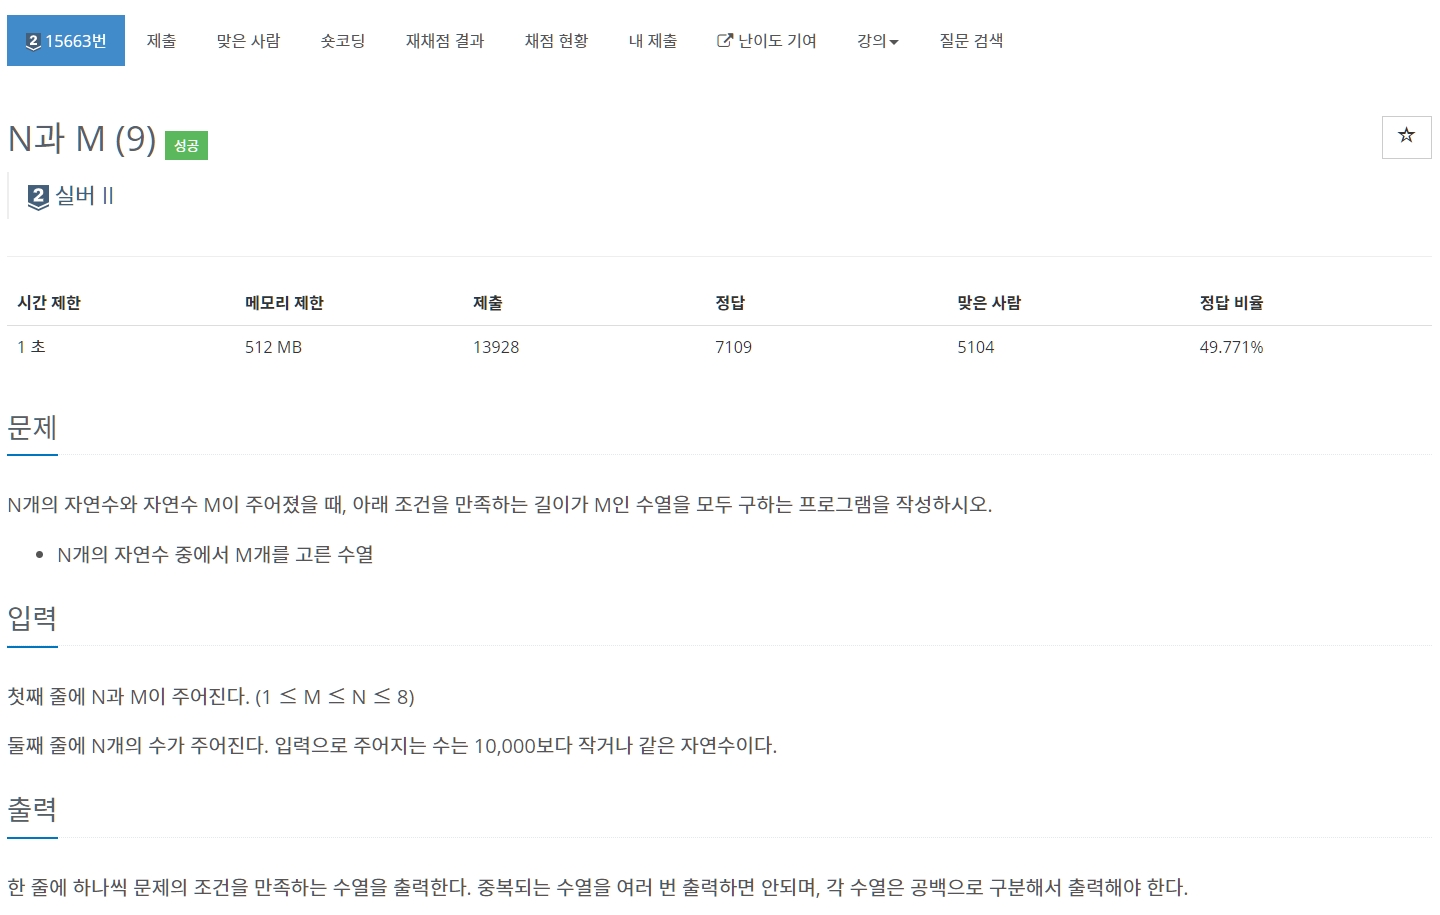 2 15663번 제출 맞은 사람 숏코딩 재채점 결과 채점 현황 내 제출 난이도 기여 강의 질문 검색
N과 M (9) 성공
2 실버 II
시간 제한 메모리 제한 제출 정답 맞은 사람 정답 비율
1 초 512 MB 13928 7109 5104 49.771%
문제
N개의 자연수와 자연수 M이 주어졌을 때, 아래 조건을 만족하는 길이가 M인 수열을 모두 구하는 프로그램을 작성하시오.
• N개의 자연수 중에서 M개를 고른 수열
입력
첫째 줄에 N과 M이 주어진다. (1 ≤ M ≤ N ≤ 8)
둘째 줄에 N개의 수가 주어진다. 입력으로 주어지는 수는 10,000보다 작거나 같은 자연수이다.
출력
한 줄에 하나씩 문제의 조건을 만족하는 수열을 출력한다. 중복되는 수열을 여러 번 출력하면 안되며, 각 수열은 공백으로 구분해서 출력해야 한다.